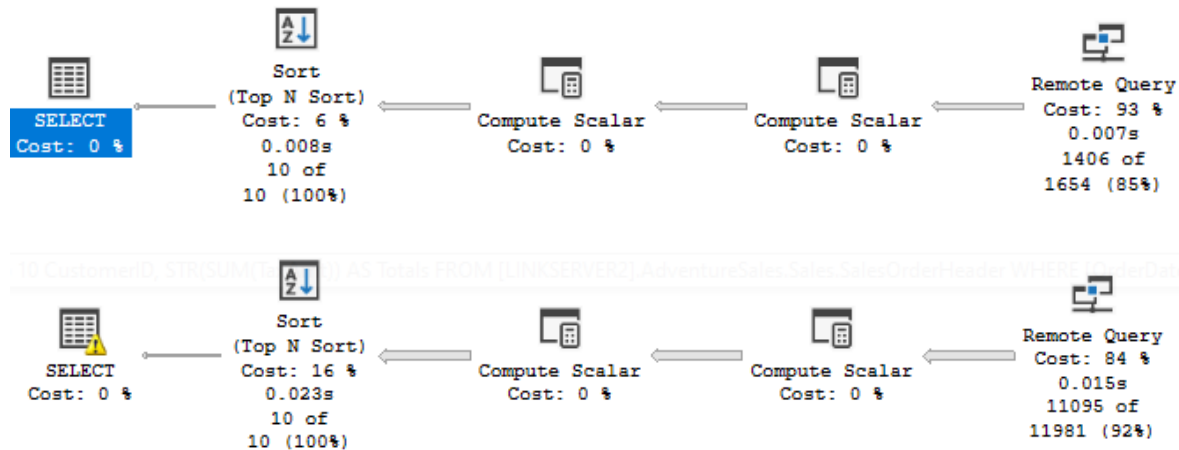 Sort
(Top N Sort)
Cost: 6 %
0.008s
10 of
10 (100%)
SELECT
Cost: 0 %
Compute Scalar
Cost: 0 %
Compute Scalar
Cost: 0 %
Remote Query
Cost: 93 %
0.007s
1406 of
1654 (85%)
10 CustomerID, STR(SUM( )) AS Totals FROM [LINKSERVER2].AdventureSales.Sales.SalesOrderHeader WHERE
Sort
(Top N Sort)
Cost: 16 %
0.023s
10 of
10 (100%)
SELECT
Cost: 0 %
Compute Scalar
Cost: 0 %
Compute Scalar
Cost: 0 %
Remote Query
Cost: 84 %
0.015s
11095 of
11981 (92%)